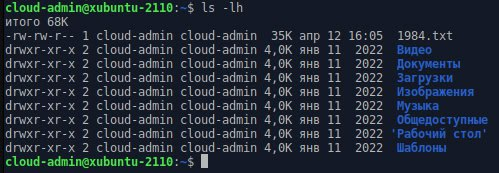 cloud-admin@xubuntu-2110:~$ ls -lh
итого 68K
-rw-rw-r-- 1 cloud-admin cloud-admin  35K апр 12 16:05  1984.txt
drwxr-xr-x 2 cloud-admin cloud-admin 4,0K янв 11  2022  Видео
drwxr-xr-x 2 cloud-admin cloud-admin 4,0K янв 11  2022  Документы
drwxr-xr-x 2 cloud-admin cloud-admin 4,0K янв 11  2022  Загрузки
drwxr-xr-x 2 cloud-admin cloud-admin 4,0K янв 11  2022  Изображения
drwxr-xr-x 2 cloud-admin cloud-admin 4,0K янв 11  2022  Музыка
drwxr-xr-x 2 cloud-admin cloud-admin 4,0K янв 11  2022  Общедоступные
drwxr-xr-x 2 cloud-admin cloud-admin 4,0K янв 11  2022 'Рабочий стол'
drwxr-xr-x 2 cloud-admin cloud-admin 4,0K янв 11  2022  Шаблоны
cloud-admin@xubuntu-2110:~$